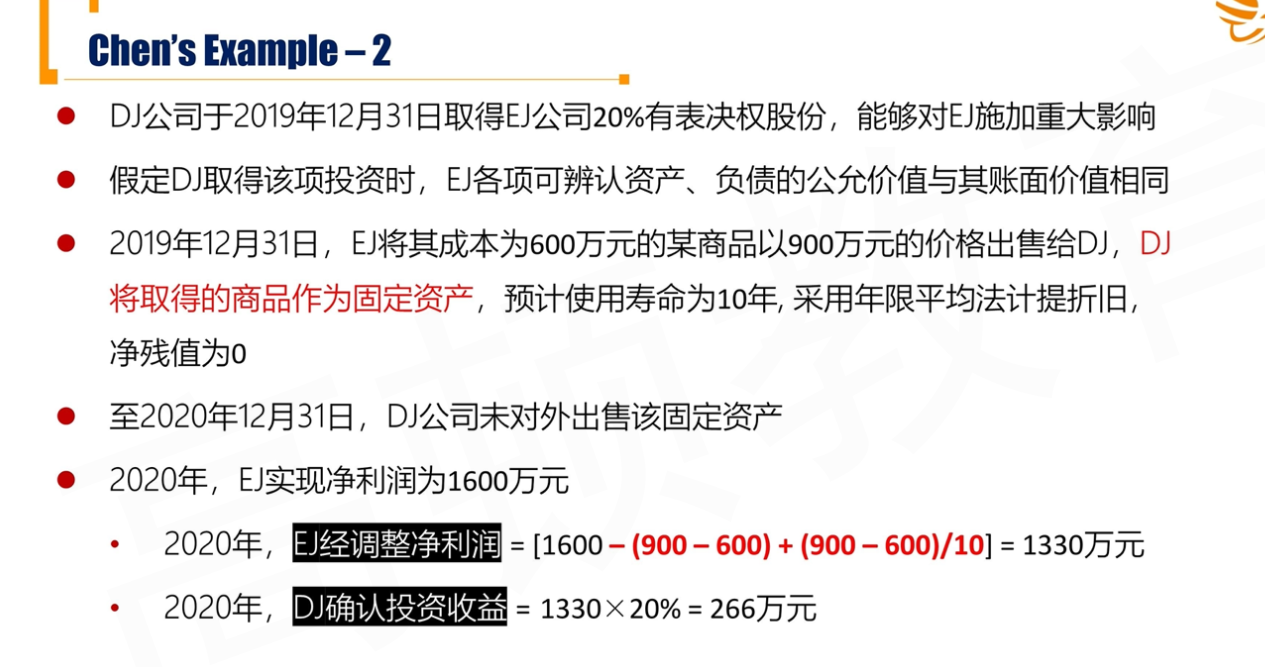 Chen’s Example – 2
DJ公司于2019年12月31日取得EJ公司20%有表决权股份，能够对EJ施加重大影响
假定DJ取得该项投资时，EJ各项可辨认资产、负债的公允价值与其账面价值相同
2019年12月31日，EJ将其成本为600万元的某商品以900万元的价格出售给DJ，DJ
将取得的商品作为固定资产，预计使用寿命为10年, 采用年限平均法计提折旧，
净残值为0
至2020年12月31日，DJ公司未对外出售该固定资产
2020年，EJ实现净利润为1600万元
2020年，EJ经调整净利润 = [1600 – (900 – 600) + (900 – 600)/10] = 1330万元
2020年，DJ确认投资收益 = 1330×20% = 266万元
高顿教育